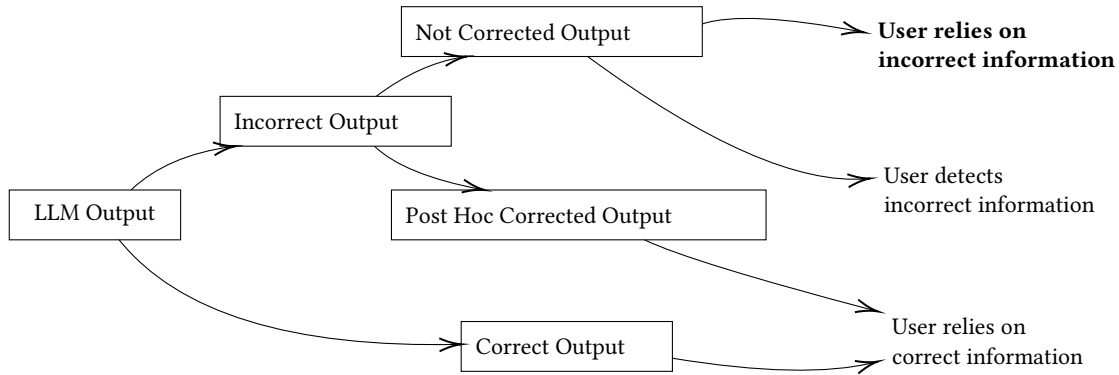 Not Corrected Output
User relies on
incorrect information
Incorrect Output
User detects
incorrect information
LLM Output
Post Hoc Corrected Output
User relies on
correct information
Correct Output